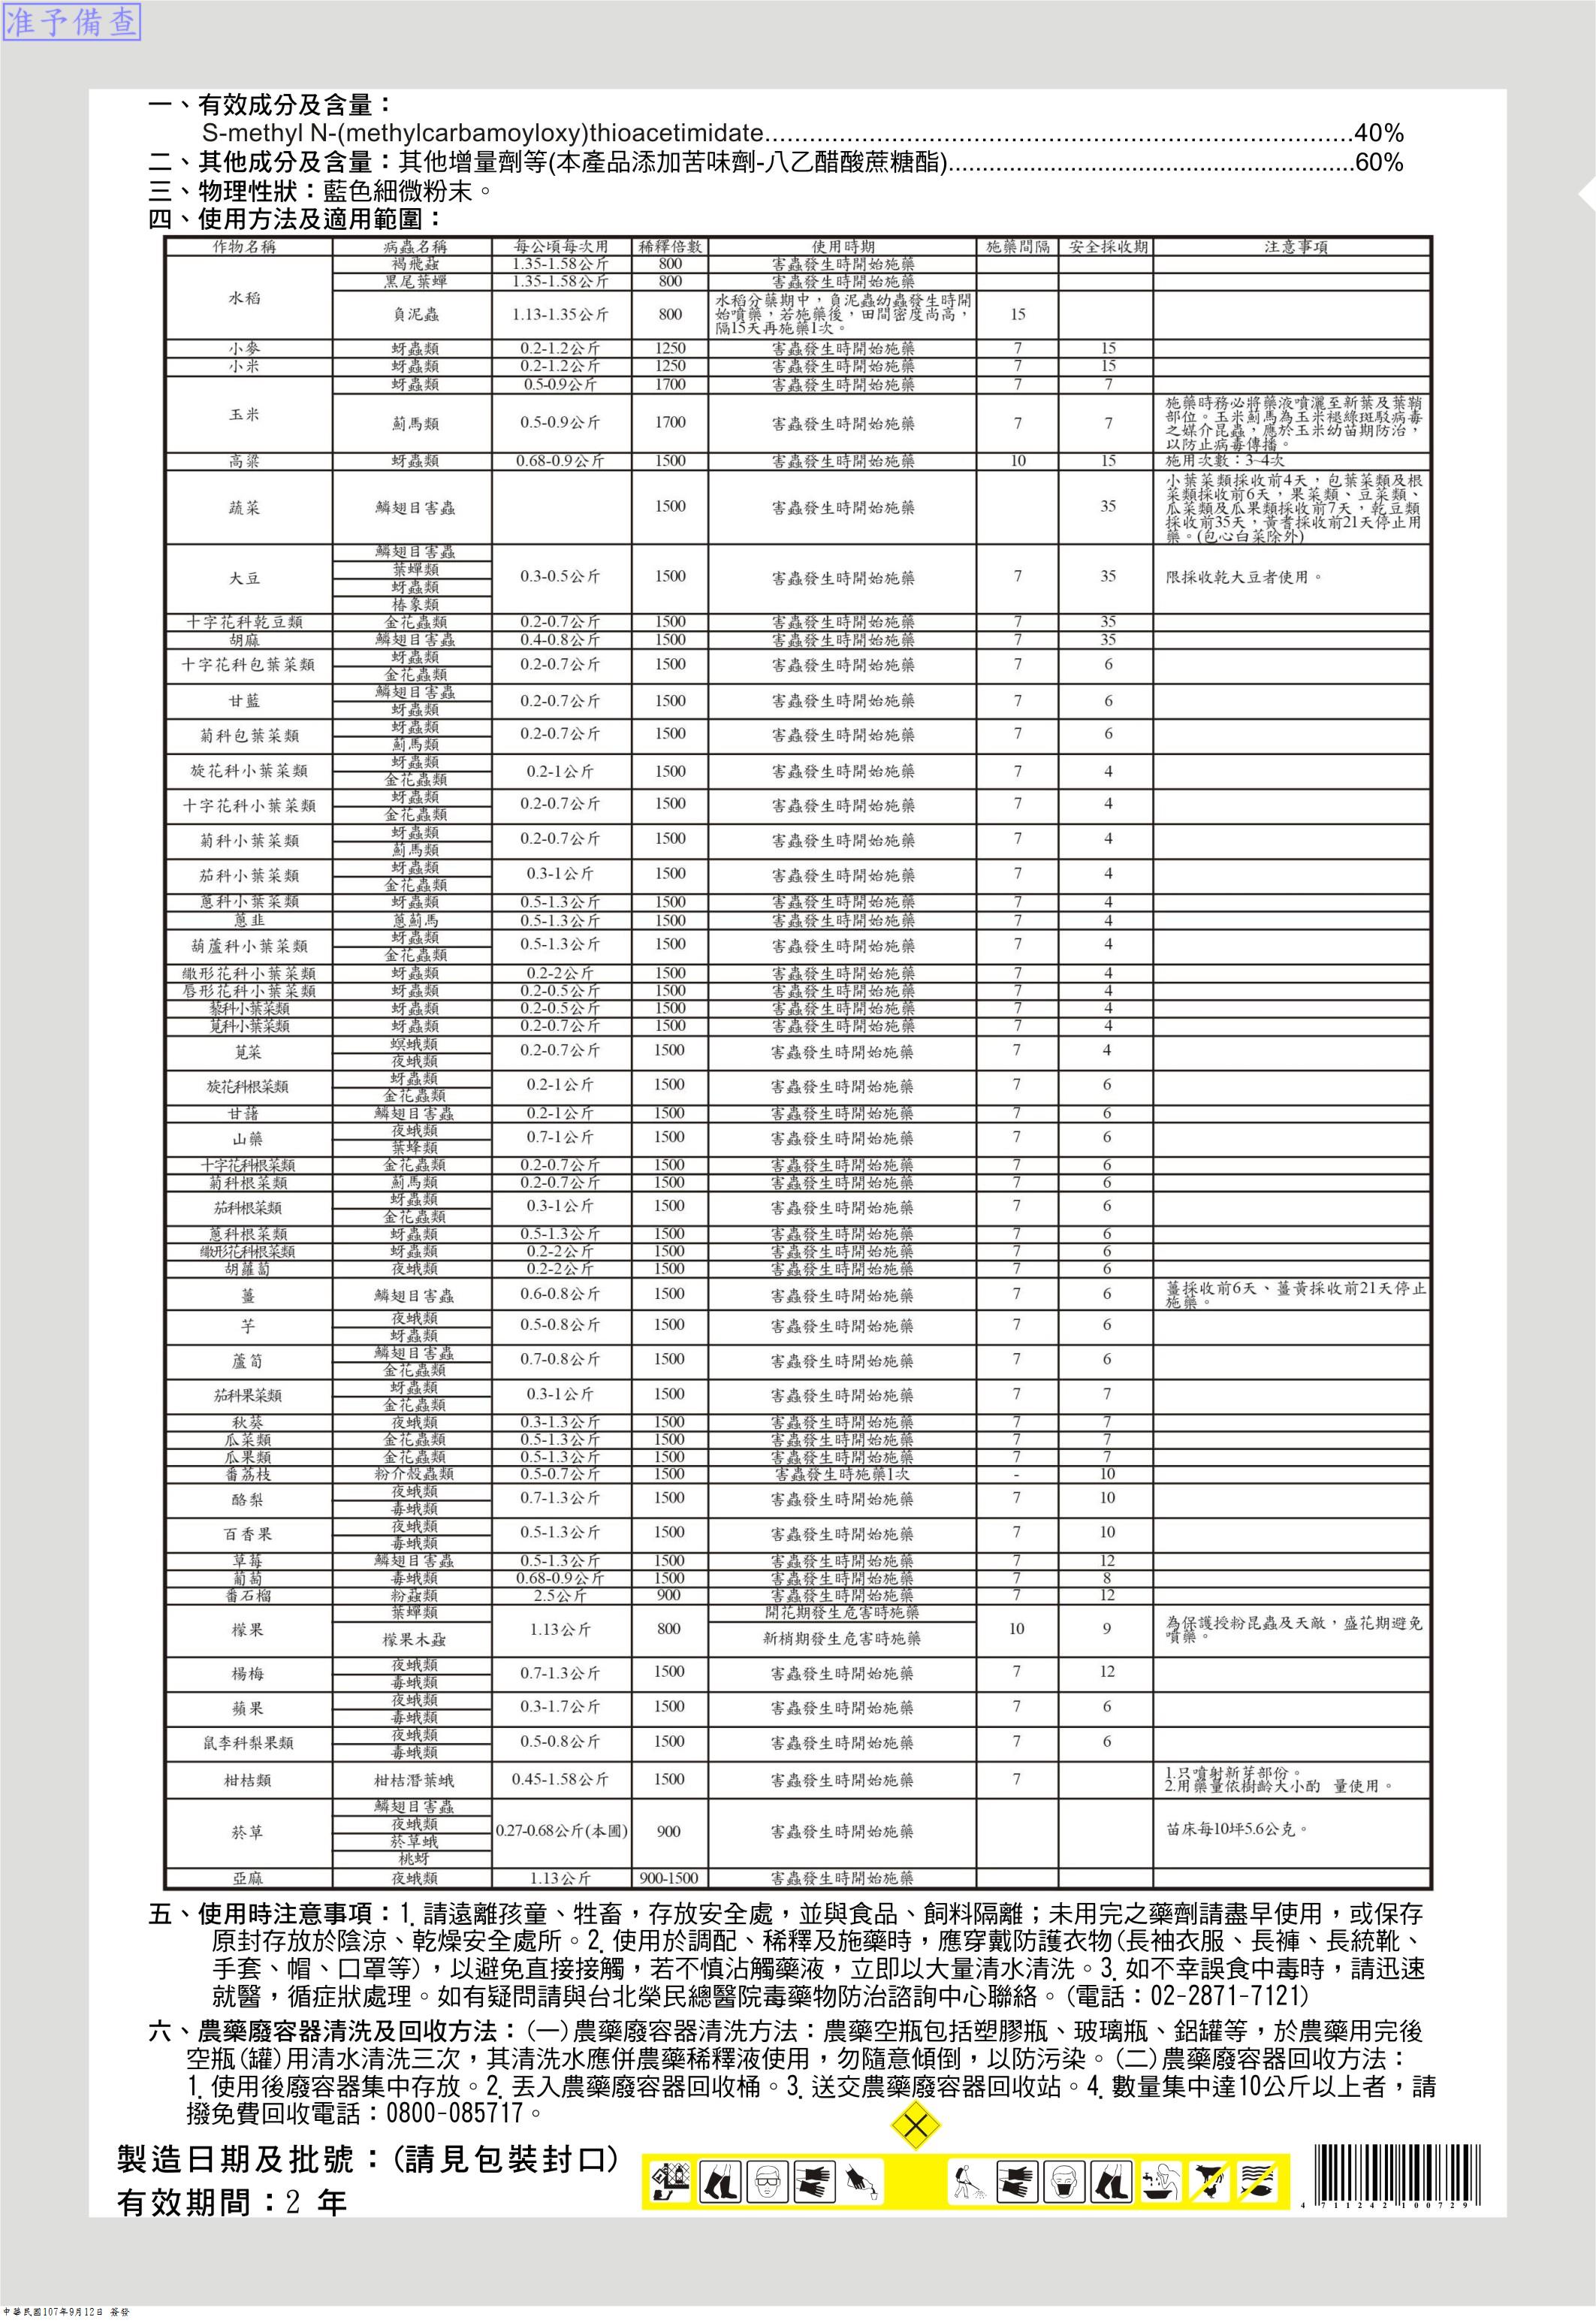 准予備查
一、有效成分及含量：
S-methyl N-(methylcarbamoyloxy)thioacetimidate..............................................................................40%
二、其他成分及含量：其他增量劑等(本產品添加苦味劑-八乙醋酸蔗糖酯)............................................................60%
三、物理性狀：藍色細微粉末。
四、使用方法及適用範圍：
作物名稱 病蟲名稱 每公頃每次用 稀釋倍數 使用時期 施藥間隔 安全採收期 注意事項
水稻 褐飛蝨 1.35-1.58公斤 800 害蟲發生時開始施藥
黑尾葉蟬 1.35-1.58公斤 800 害蟲發生時開始施藥
負泥蟲 1.13-1.35公斤 800 水稻分蘗期中，負泥蟲幼蟲發生時開
始噴藥，若施藥後，田間密度尚高，
隔15天再施藥1次。 15
小麥 蚜蟲類 0.2-1.2公斤 1250 害蟲發生時開始施藥 7 15
小米 蚜蟲類 0.2-1.2公斤 1250 害蟲發生時開始施藥 7 15
玉米 蚜蟲類 0.5-0.9公斤 1700 害蟲發生時開始施藥 7 7
薊馬類 0.5-0.9公斤 1700 害蟲發生時開始施藥 7 7 施藥時務必將藥液噴灑至新葉及葉鞘
部位。玉米薊馬為玉米褪綠斑駁病毒
之媒介昆蟲，應於玉米幼苗期防治，
以防止病毒傳播。
高粱 蚜蟲類 0.68-0.9公斤 1500 害蟲發生時開始施藥 10 15 施用次數：3-4次
蔬菜 鱗翅目害蟲 1500 害蟲發生時開始施藥 35 小葉菜類採收前4天，包葉菜類及根
菜類採收前6天，果菜類、豆菜類、
瓜菜類及瓜果類採收前7天，乾豆類
採收前35天，黃耆採收前21天停止用
藥。(包心白菜除外)
大豆 鱗翅目害蟲
葉蟬類
蚜蟲類
椿象類 0.3-0.5公斤 1500 害蟲發生時開始施藥 7 35 限採收乾大豆者使用。
十字花科乾豆類 金花蟲類 0.2-0.7公斤 1500 害蟲發生時開始施藥 7 35
胡麻 鱗翅目害蟲 0.4-0.8公斤 1500 害蟲發生時開始施藥 7 35
十字花科包葉菜類 蚜蟲類
金花蟲類 0.2-0.7公斤 1500 害蟲發生時開始施藥 7 6
甘藍 鱗翅目害蟲
蚜蟲類 0.2-0.7公斤 1500 害蟲發生時開始施藥 7 6
菊科包葉菜類 蚜蟲類
薊馬類 0.2-0.7公斤 1500 害蟲發生時開始施藥 7 6
旋花科小葉菜類 蚜蟲類
金花蟲類 0.2-1公斤 1500 害蟲發生時開始施藥 7 4
十字花科小葉菜類 蚜蟲類
金花蟲類 0.2-0.7公斤 1500 害蟲發生時開始施藥 7 4
菊科小葉菜類 蚜蟲類
薊馬類 0.2-0.7公斤 1500 害蟲發生時開始施藥 7 4
茄科小葉菜類 蚜蟲類
金花蟲類 0.3-1公斤 1500 害蟲發生時開始施藥 7 4
蔥科小葉菜類 蚜蟲類 0.5-1.3公斤 1500 害蟲發生時開始施藥 7 4
蔥韭 蔥薊馬 0.5-1.3公斤 1500 害蟲發生時開始施藥 7 4
葫蘆科小葉菜類 蚜蟲類
金花蟲類 0.5-1.3公斤 1500 害蟲發生時開始施藥 7 4
繖形花科小葉菜類 蚜蟲類 0.2-2公斤 1500 害蟲發生時開始施藥 7 4
唇形花科小葉菜類 蚜蟲類 0.2-0.5公斤 1500 害蟲發生時開始施藥 7 4
藜科小葉菜類 蚜蟲類 0.2-0.5公斤 1500 害蟲發生時開始施藥 7 4
莧科小葉菜類 蚜蟲類 0.2-0.7公斤 1500 害蟲發生時開始施藥 7 4
莧菜 螟蛾類
夜蛾類 0.2-0.7公斤 1500 害蟲發生時開始施藥 7 4
旋花科根菜類 蚜蟲類
金花蟲類 0.2-1公斤 1500 害蟲發生時開始施藥 7 6
甘藷 鱗翅目害蟲 0.2-1公斤 1500 害蟲發生時開始施藥 7 6
山藥 夜蛾類
葉蜂類 0.7-1公斤 1500 害蟲發生時開始施藥 7 6
十字花科根菜類 金花蟲類 0.2-0.7公斤 1500 害蟲發生時開始施藥 7 6
菊科根菜類 薊馬類 0.2-0.7公斤 1500 害蟲發生時開始施藥 7 6
茄科根菜類 蚜蟲類
金花蟲類 0.3-1公斤 1500 害蟲發生時開始施藥 7 6
蔥科根菜類 蚜蟲類 0.5-1.3公斤 1500 害蟲發生時開始施藥 7 6
繖形花科根菜類 蚜蟲類 0.2-2公斤 1500 害蟲發生時開始施藥 7 6
胡蘿蔔 夜蛾類 0.2-2公斤 1500 害蟲發生時開始施藥 7 6
薑 鱗翅目害蟲 0.6-0.8公斤 1500 害蟲發生時開始施藥 7 6 薑採收前6天、薑黃採收前21天停止
施藥。
芋 夜蛾類
蚜蟲類 0.5-0.8公斤 1500 害蟲發生時開始施藥 7 6
蘆筍 鱗翅目害蟲
金花蟲類 0.7-0.8公斤 1500 害蟲發生時開始施藥 7 6
茄科果菜類 蚜蟲類
金花蟲類 0.3-1公斤 1500 害蟲發生時開始施藥 7 7
秋葵 夜蛾類 0.3-1.3公斤 1500 害蟲發生時開始施藥 7 7
瓜菜類 金花蟲類 0.5-1.3公斤 1500 害蟲發生時開始施藥 7 7
瓜果類 金花蟲類 0.5-1.3公斤 1500 害蟲發生時開始施藥 7 7
番荔枝 粉介殼蟲類 0.5-0.7公斤 1500 害蟲發生時施藥1次 - 10
酪梨 夜蛾類
毒蛾類 0.7-1.3公斤 1500 害蟲發生時開始施藥 7 10
百香果 夜蛾類
毒蛾類 0.5-1.3公斤 1500 害蟲發生時開始施藥 7 10
草莓 鱗翅目害蟲 0.5-1.3公斤 1500 害蟲發生時開始施藥 7 12
葡萄 毒蛾類 0.68-0.9公斤 1500 害蟲發生時開始施藥 7 8
番石榴 粉蝨類 2.5公斤 900 害蟲發生時開始施藥 7 12
檬果 葉蟬類 1.13公斤 800 開花期發生危害時施藥 10 9 為保護授粉昆蟲及天敵，盛花期避免
噴藥。
檬果木蝨 新梢期發生危害時施藥
楊梅 夜蛾類
毒蛾類 0.7-1.3公斤 1500 害蟲發生時開始施藥 7 12
蘋果 夜蛾類
毒蛾類 0.3-1.7公斤 1500 害蟲發生時開始施藥 7 6
鼠李科梨果類 夜蛾類
毒蛾類 0.5-0.8公斤 1500 害蟲發生時開始施藥 7 6
柑桔類 柑桔潛葉蛾 0.45-1.58公斤 1500 害蟲發生時開始施藥 7 1.只噴射新芽部份。
2.用藥量依樹齡大小酌 量使用。
菸草 鱗翅目害蟲
夜蛾類
菸草蛾
桃蚜 0.27-0.68公斤(本圃) 900 害蟲發生時開始施藥 苗床每10坪5.6公克。
亞麻 夜蛾類 1.13公斤 900-1500 害蟲發生時開始施藥
五、使用時注意事項：1. 請遠離孩童、牲畜，存放安全處，並與食品、飼料隔離；未用完之藥劑請盡早使用，或保存
原封存放於陰涼、乾燥安全處所。2. 使用於調配、稀釋及施藥時，應穿戴防護衣物(長袖衣服、長褲、長統靴、
手套、帽、口罩等)，以避免直接接觸，若不慎沾觸藥液，立即以大量清水清洗。3. 如不幸誤食中毒時，請迅速
就醫，循症狀處理。如有疑問請與台北榮民總醫院毒藥物防治諮詢中心聯絡。(電話：02-2871-7121)
六、農藥廢容器清洗及回收方法：(一)農藥廢容器清洗方法：農藥空瓶包括塑膠瓶、玻璃瓶、鋁罐等，於農藥用完後
空瓶(罐)用清水清洗三次，其清洗水應併農藥稀釋液使用，勿隨意傾倒，以防污染。(二)農藥廢容器回收方法：
1. 使用後廢容器集中存放。2. 丟入農藥廢容器回收桶。3. 送交農藥廢容器回收站。4. 數量集中達10公斤以上者，請
撥免費回收電話：0800-085717。
製造日期及批號：(請見包裝封口)
有效期間：2 年
4 711242 100729
中華民國107年9月12日 簽發